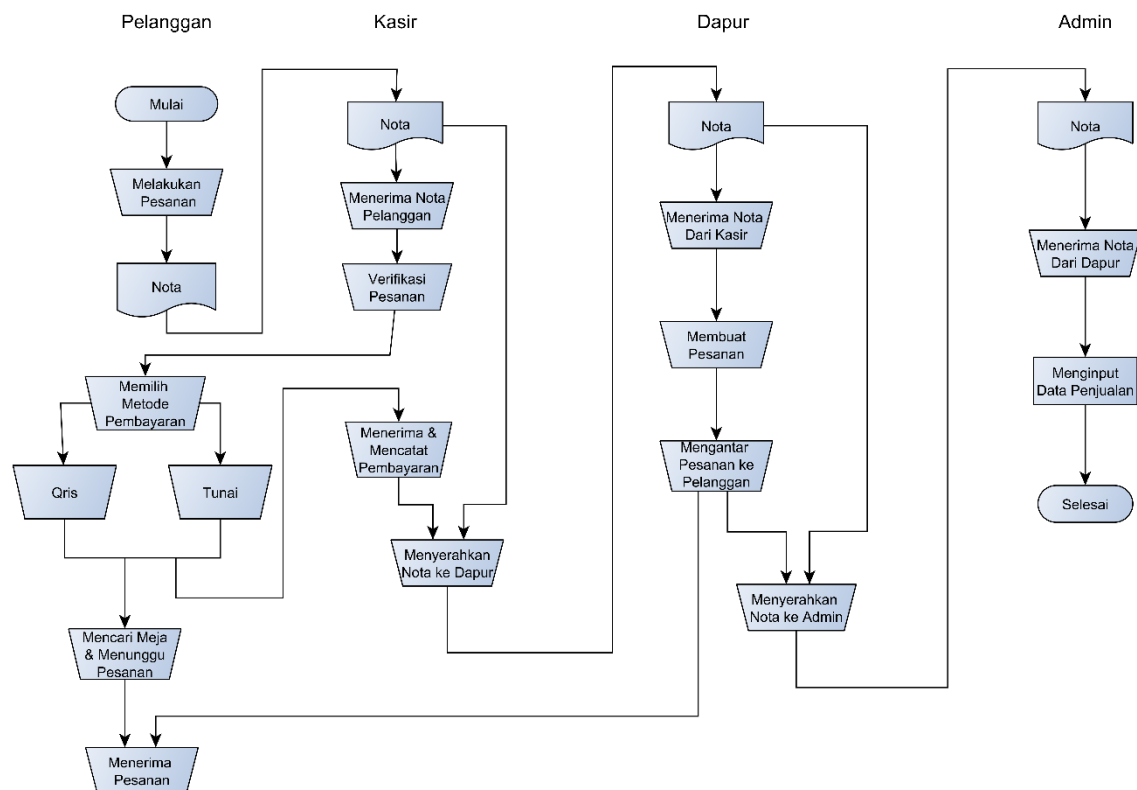 Pelanggan
Kasir
Dapur
Admin
Mulai
Melakukan
Pesanan
Nota
Memilih
Metode
Pembayaran
Qris
Tunai
Mencari Meja
& Menunggu
Pesanan
Menerima
Pesanan
Nota
Menerima Nota
Pelanggan
Verifikasi
Pesanan
Menerima &
Mencatat
Pembayaran
Menyerahkan
Nota ke Dapur
Nota
Menerima Nota
Dari Kasir
Membuat
Pesanan
Mengantar
Pesanan ke
Pelanggan
Menyerahkan
Nota ke Admin
Nota
Menerima Nota
Dari Dapur
Menginput
Data Penjualan
Selesai